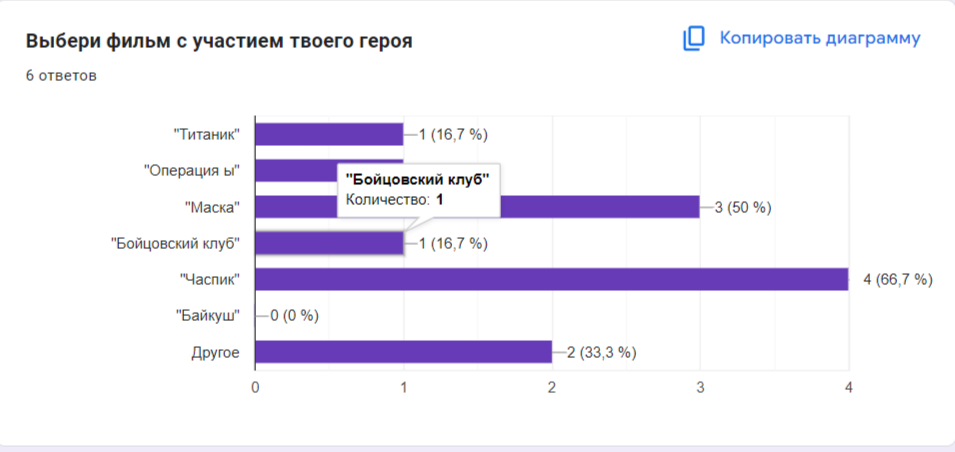 Выбери фильм с участием твоего героя
Копировать диаграмму
6 ответов
"Титаник"
1 (16,7 %)
"Операция ы"
"Бойцовский клуб"
Количество: 1
"Маска"
3 (50 %)
"Бойцовский клуб"
1 (16,7 %)
"Часпик"
4 (66,7 %)
"Байкуш"
0 (0 %)
Другое
2 (33,3 %)
0 1 2 3 4